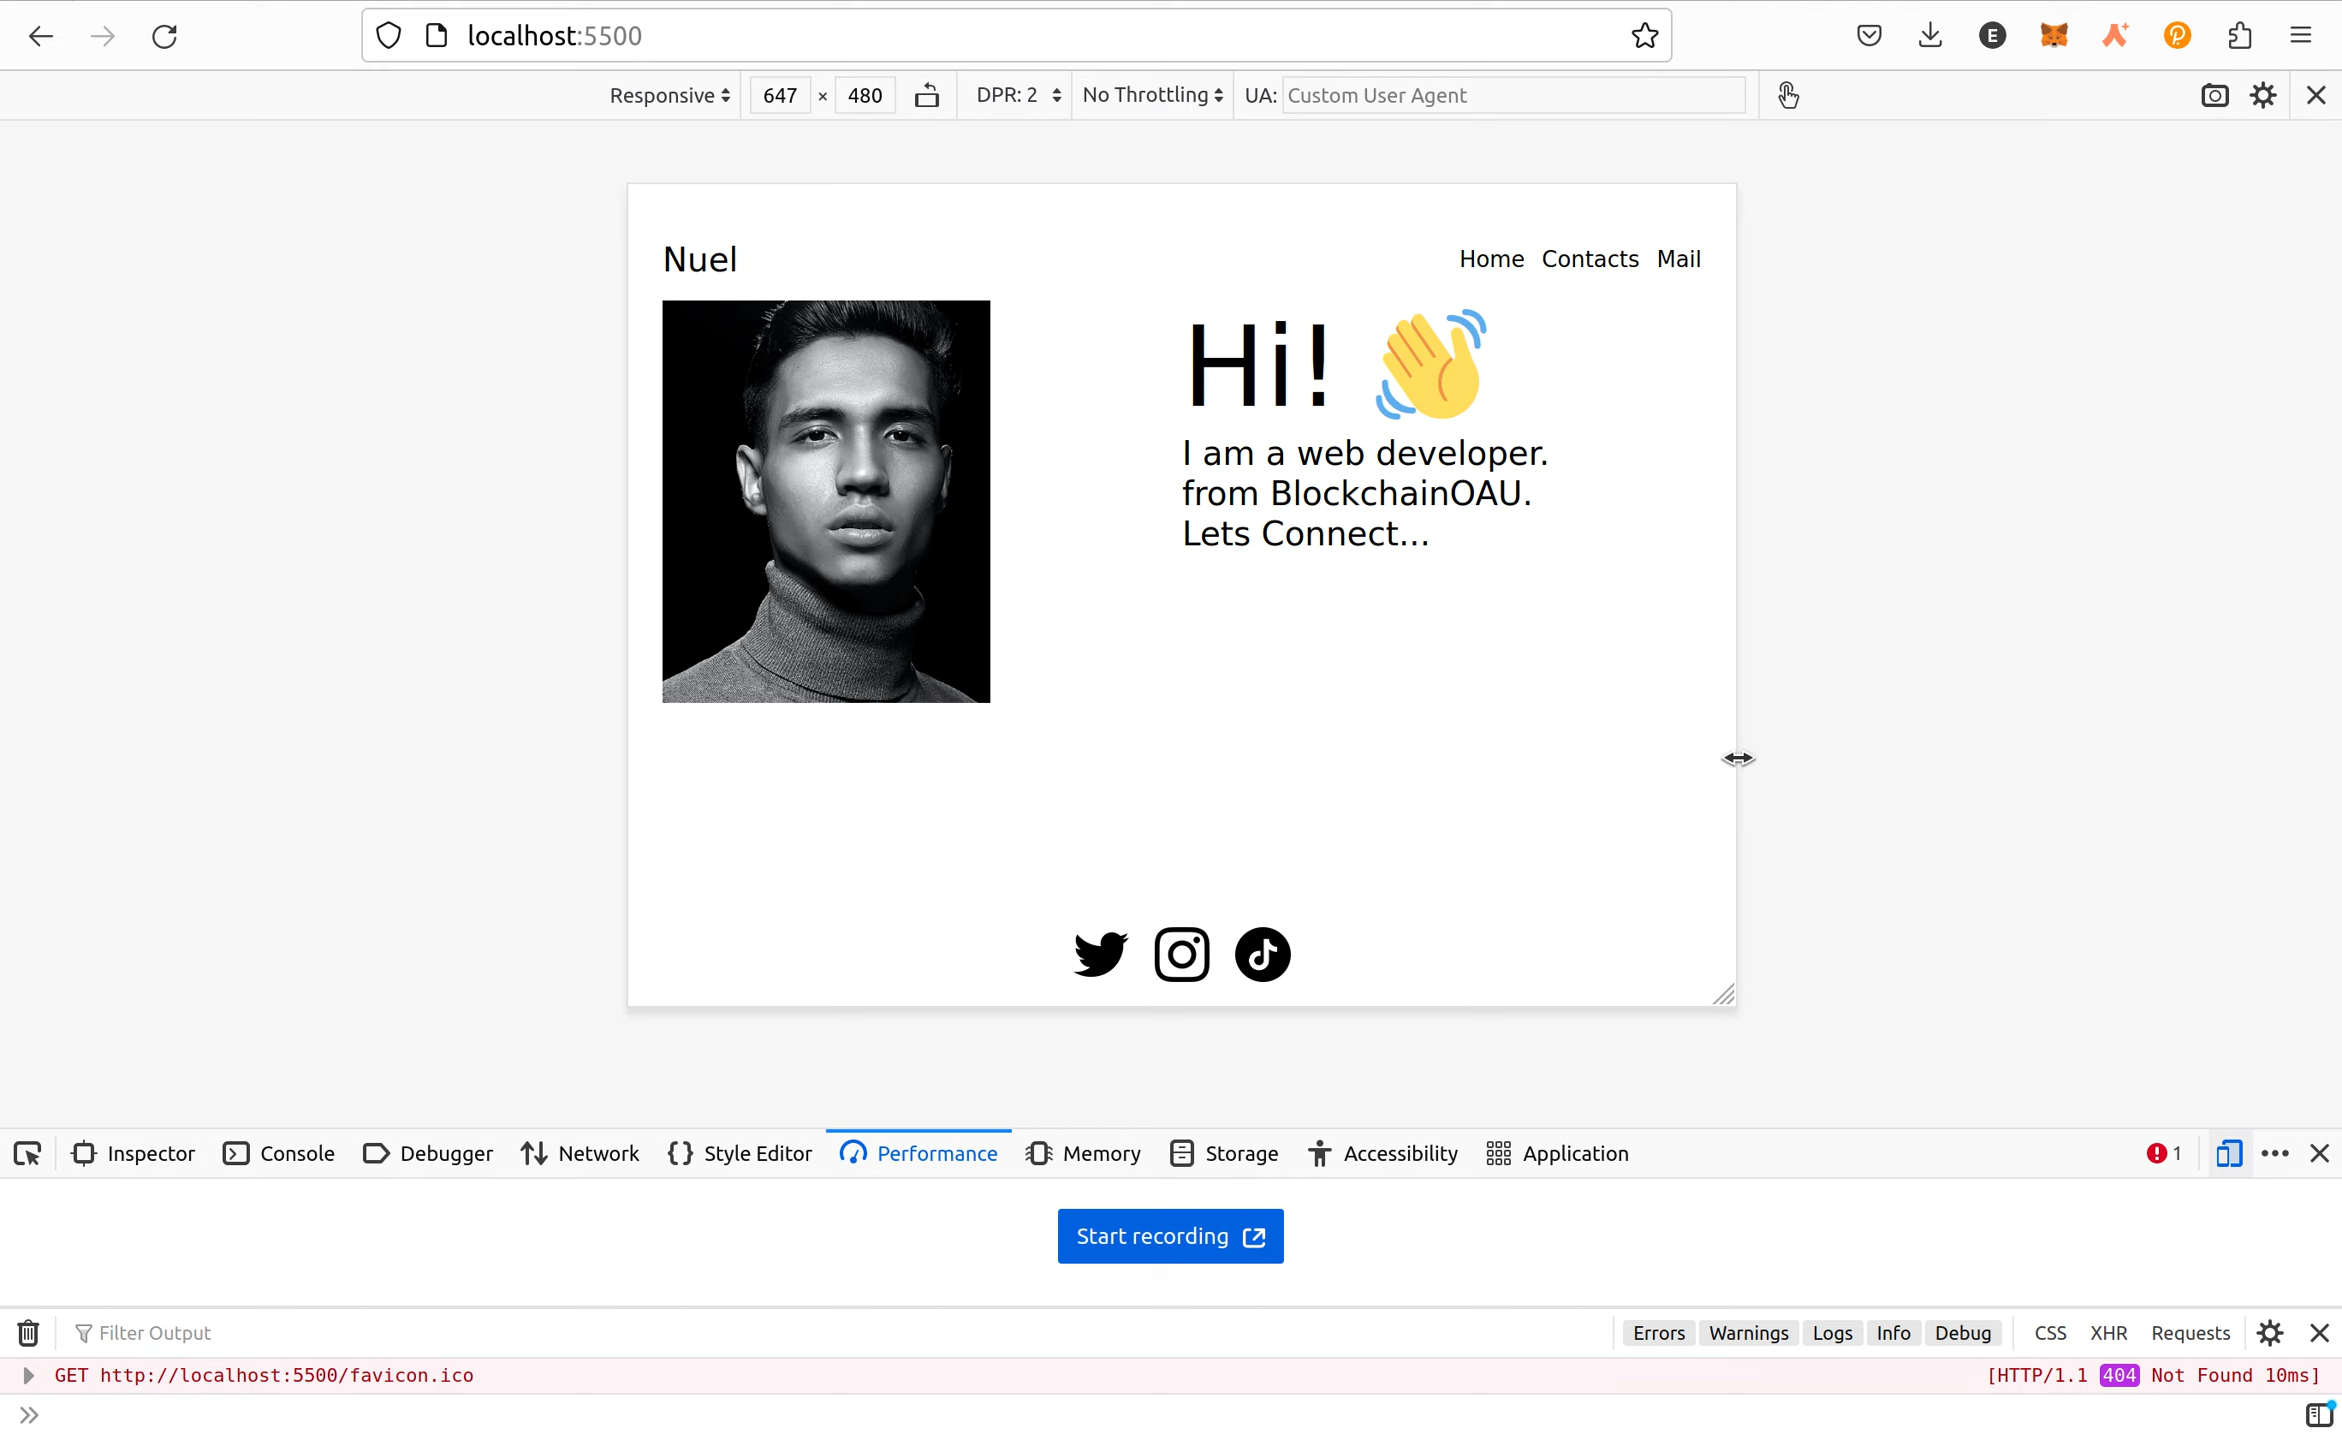 localhost:5500
Responsive 647 × 480 DPR: 2 No Throttling UA: Custom User Agent
Nuel Home Contacts Mail
Hi! 👋
I am a web developer.
from BlockchainOAU.
Lets Connect...
Inspector Console Debugger Network Style Editor Performance Memory Storage Accessibility Application 1
Start recording
Filter Output Errors Warnings Logs Info Debug CSS XHR Requests
GET http://localhost:5500/favicon.ico [HTTP/1.1 404 Not Found 10ms]